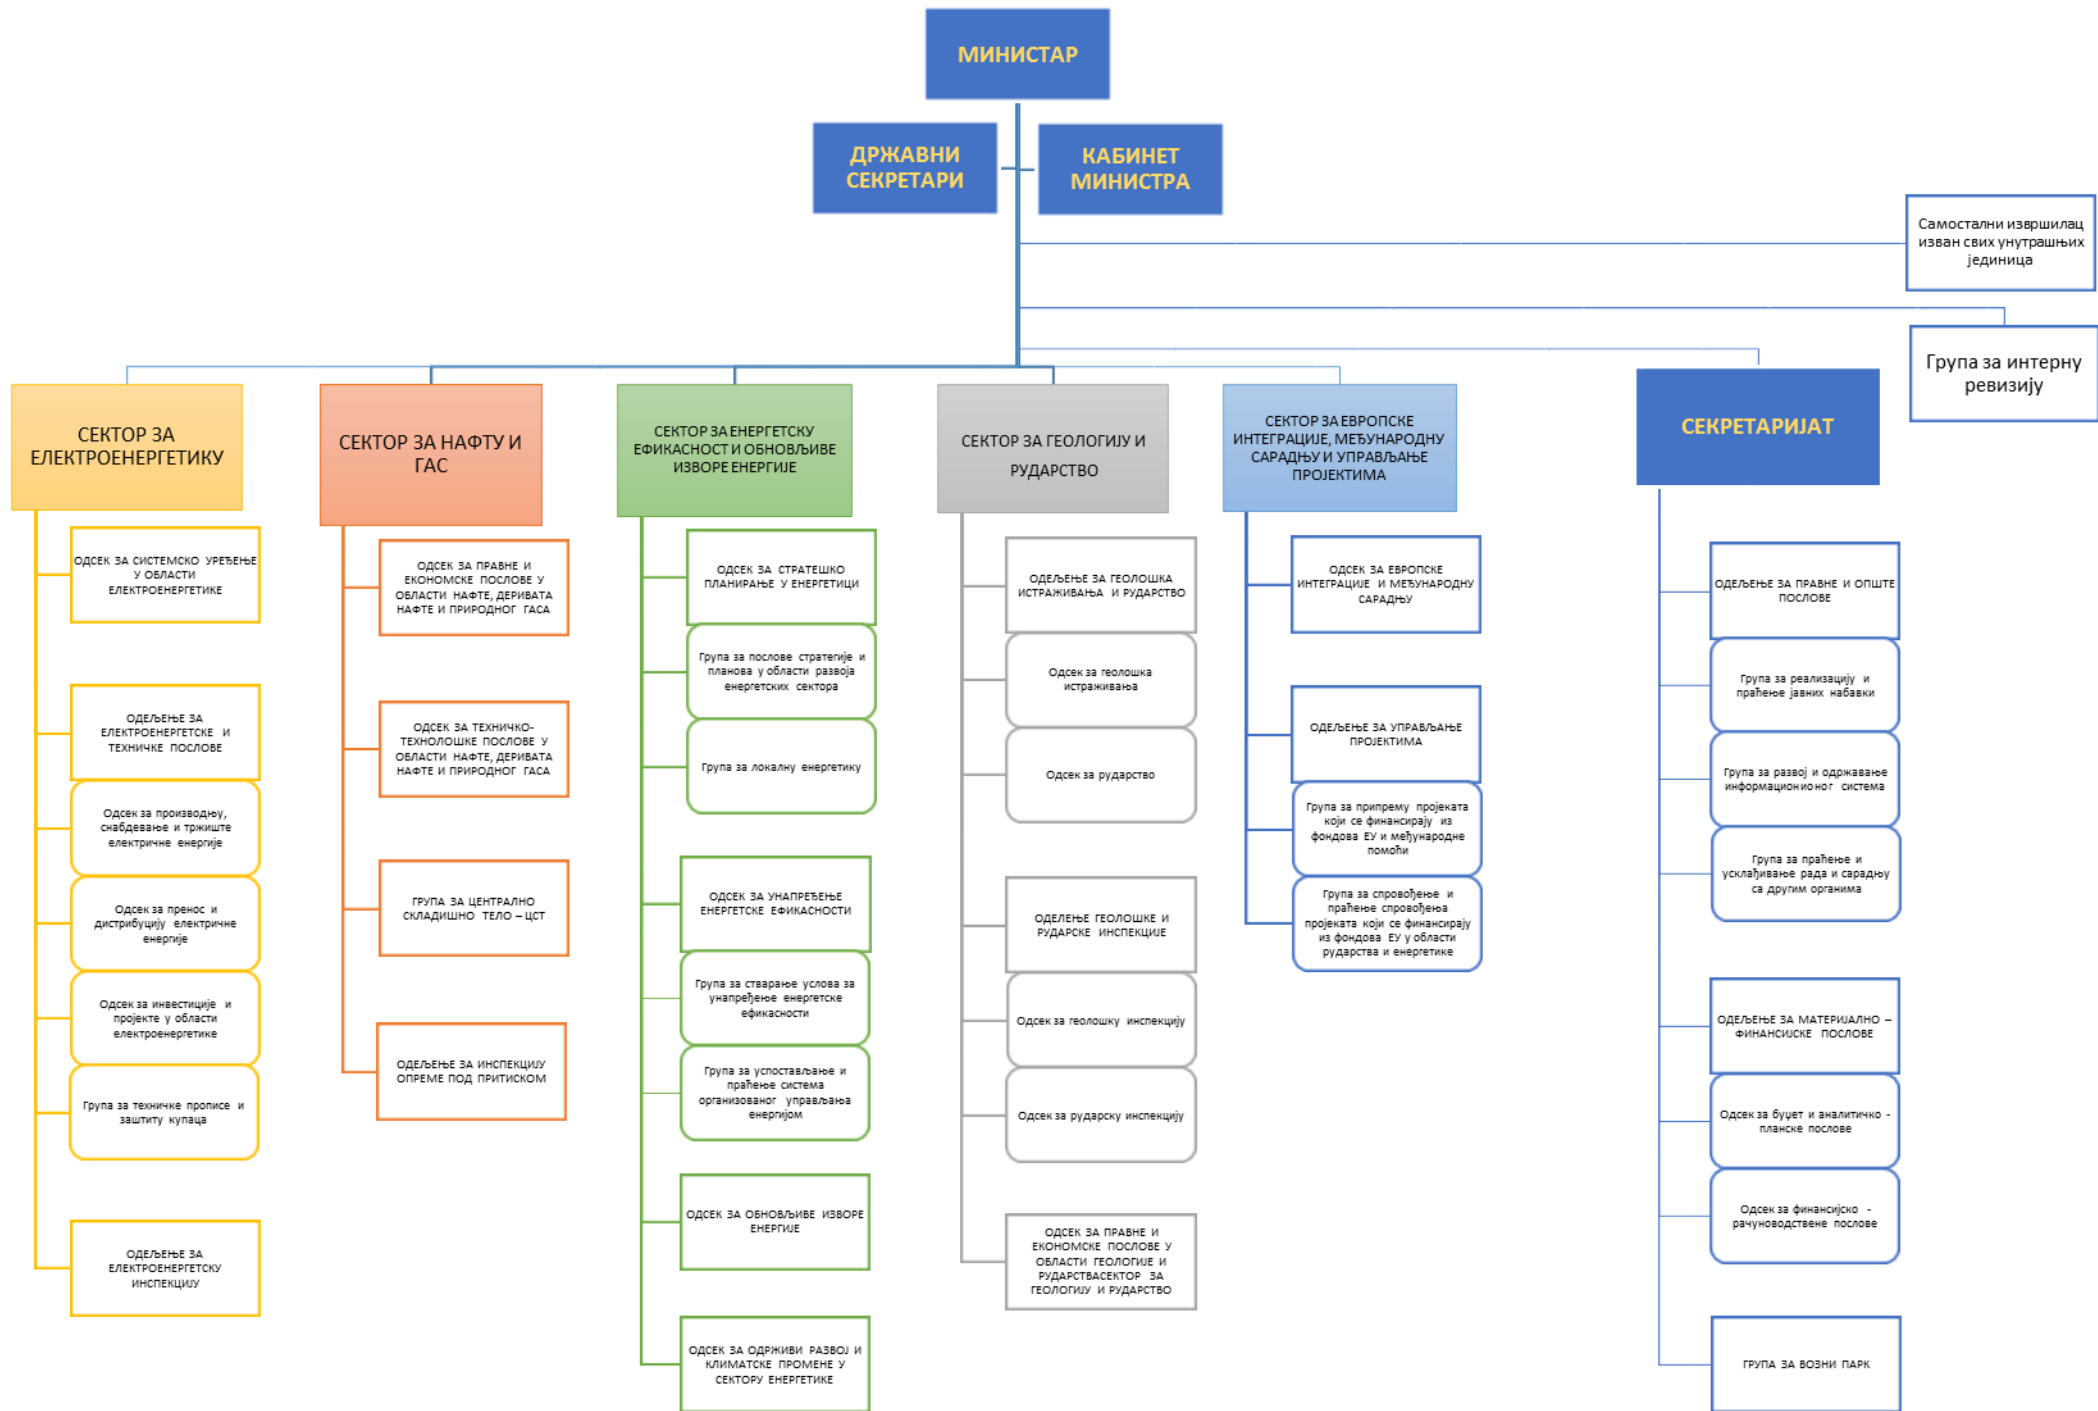 МИНИСТАР
ДРЖАВНИ
СЕКРЕТАРИ
КАБИНЕТ
МИНИСТРА
Самостални извршилац
изван свих унутрашњих
јединица
Група за интерну
ревизију
СЕКТОР ЗА
ЕЛЕКТРОЕНЕРГЕТИКУ
ОДСЕК ЗА СИСТЕМСКО УРЕЂЕЊЕ
У ОБЛАСТИ
ЕЛЕКТРОЕНЕРГЕТИКЕ
ОДЕЉЕЊЕ ЗА
ЕЛЕКТРОЕНЕРГЕТСКЕ И
ТЕХНИЧКЕ ПОСЛОВЕ
Одсек за производњу,
снабдевање и тржиште
електричне енергије
Одсек за пренос и
дистрибуцију електричне
енергије
Одсек за инвестиције и
пројекте у области
електроенергетике
Група за техничке прописе и
заштиту купаца
ОДЕЉЕЊЕ ЗА
ЕЛЕКТРОЕНЕРГЕТСКУ
ИНСПЕКЦИЈУ
СЕКТОР ЗА НАФТУ И
ГАС
ОДСЕК ЗА ПРАВНЕ И
ЕКОНОМСКЕ ПОСЛОВЕ У
ОБЛАСТИ НАФТЕ, ДЕРИВАТА
НАФТЕ И ПРИРОДНОГ ГАСА
ОДСЕК ЗА ТЕХНИЧКО-
ТЕХНОЛОШКЕ ПОСЛОВЕ У
ОБЛАСТИ НАФТЕ, ДЕРИВАТА
НАФТЕ И ПРИРОДНОГ ГАСА
ГРУПА ЗА ЦЕНТРАЛНО
СКЛАДИШНО ТЕЛО – ЦСТ
ОДЕЉЕЊЕ ЗА ИНСПЕКЦИЈУ
ОПРЕМЕ ПОД ПРИТИСКОМ
СЕКТОР ЗА ЕНЕРГЕТСКУ
ЕФИКАСНОСТ И ОБНОВЉИВЕ
ИЗВОРЕ ЕНЕРГИЈЕ
ОДСЕК ЗА СТРАТЕШКО
ПЛАНИРАЊЕ У ЕНЕРГЕТИЦИ
Група за послове стратегије и
планова у области развоја
енергетских сектора
Група за локалну енергетику
ОДСЕК ЗА УНАПРЕЂЕЊЕ
ЕНЕРГЕТСКЕ ЕФИКАСНОСТИ
Група за стварање услова за
унапређење енергетске
ефикасности
Група за успостављање и
праћење система
организованог управљања
енергијом
ОДСЕК ЗА ОБНОВЉИВЕ ИЗВОРЕ
ЕНЕРГИЈЕ
ОДСЕК ЗА ОДРЖИВИ РАЗВОЈ И
КЛИМАТСКЕ ПРОМЕНЕ У
СЕКТОРУ ЕНЕРГЕТИКЕ
СЕКТОР ЗА ГЕОЛОГИЈУ И
РУДАРСТВО
ОДЕЉЕЊЕ ЗА ГЕОЛОШКА
ИСТРАЖИВАЊА И РУДАРСТВО
Одсек за геолошка
истраживања
Одсек за рударство
ОДЕЛЕЊЕ ГЕОЛОШКЕ И
РУДАРСКЕ ИНСПЕКЦИЈЕ
Одсек за геолошку инспекцију
Одсек за рударску инспекцију
ОДСЕК ЗА ПРАВНЕ И
ЕКОНОМСКЕ ПОСЛОВЕ У
ОБЛАСТИ ГЕОЛОГИЈЕ И
РУДАРСТВАСЕКТОР ЗА
ГЕОЛОГИЈУ И РУДАРСТВО
СЕКТОР ЗА ЕВРОПСКЕ
ИНТЕГРАЦИЈЕ, МЕЂУНАРОДНУ
САРАДЊУ И УПРАВЉАЊЕ
ПРОЈЕКТИМА
ОДСЕК ЗА ЕВРОПСКЕ
ИНТЕГРАЦИЈЕ И МЕЂУНАРОДНУ
САРАДЊУ
ОДЕЉЕЊЕ ЗА УПРАВЉАЊЕ
ПРОЈЕКТИМА
Група за припрему пројеката
који се финансирају из
фондова ЕУ и међународне
помоћи
Група за спровођење и
праћење спровођења
пројеката који се финансирају
из фондова ЕУ у области
рударства и енергетике
СЕКРЕТАРИЈАТ
ОДЕЉЕЊЕ ЗА ПРАВНЕ И ОПШТЕ
ПОСЛОВЕ
Група за реализацију и
праћење јавних набавки
Група за развој и одржавање
информационионог система
Група за праћење и
усклађивање рада и сарадњу
са другим органима
ОДЕЉЕЊЕ ЗА МАТЕРИЈАЛНО –
ФИНАНСИЈСКЕ ПОСЛОВЕ
Одсек за буџет и аналитичко -
планске послове
Одсек за финансијско -
рачуноводствене послове
ГРУПА ЗА ВОЗНИ ПАРК